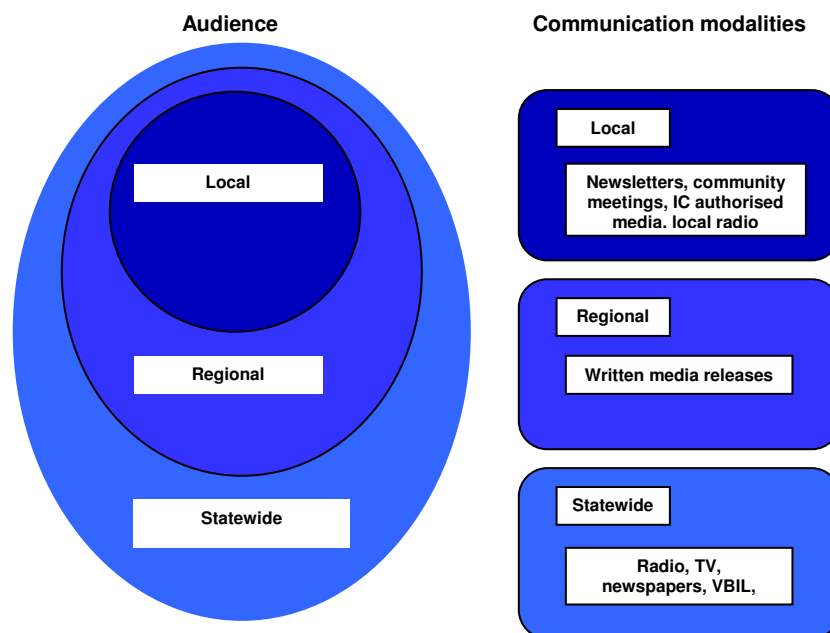 Audience
Local
Regional
Statewide
Communication modalities
Local
Newsletters, community
meetings, IC authorised
media. local radio
Regional
Written media releases
Statewide
Radio, TV,
newspapers, VBIL,